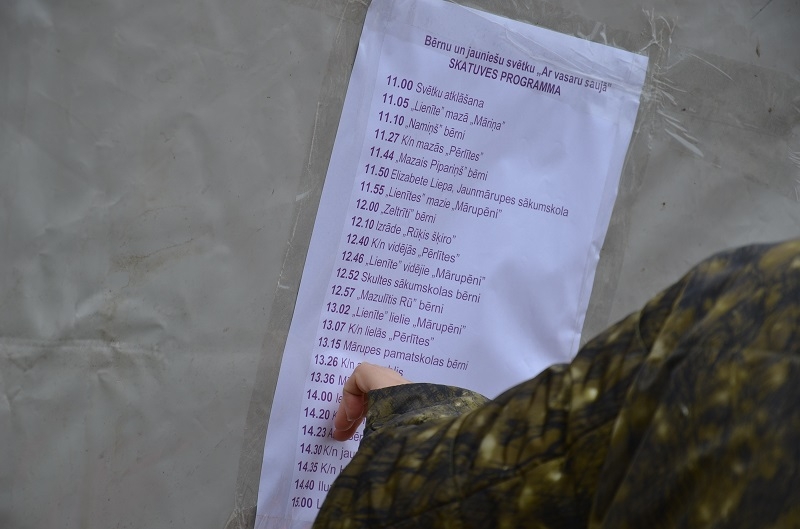 Bērnu un jauniešu svētku „Ar vasaru saujā"
SKATUVES PROGRAMMA
11.00 Svētku atklāšana
11.05 „Lienīte" mazā „Māriņa"
11.10 „Namiņš" bērni
11.27 K/n mazās „Pērlītes"
11.44 „Mazais Pipariņš" bērni
11.50 Elizabete Liepa, Jaunmārupes sākumskola
11.55 „Lienītes" mazie „Mārupēni"
12.00 „Zeltrīti" bērni
12.10 Izrāde „Rūķis šķiro"
12.40 K/n vidējās „Pērlītes"
12.46 „Lienīte" vidējie „Mārupēni"
12.52 Skultes sākumskolas bērni
12.57 „Mazulītis Rū" bērni
13.02 „Lienīte" lielie „Mārupēni"
13.07 K/n lielās „Pērlītes"
13.15 Mārupes pamatskolas bērni
13.26 K/n
13.36
14.00
14.20
14.23
14.30 K/n
14.35 K/n
14.40
15.00